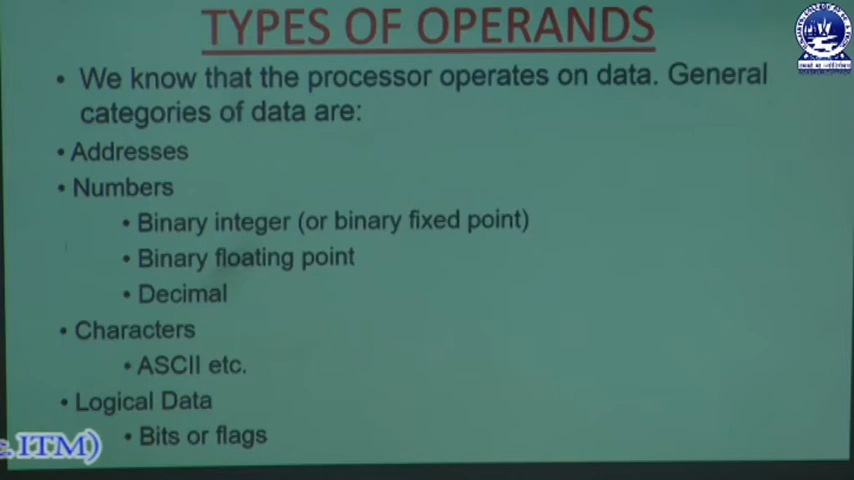 TYPES OF OPERANDS
• We know that the processor operates on data. General
categories of data are:
• Addresses
• Numbers
• Binary integer (or binary fixed point)
• Binary floating point
• Decimal
• Characters
• ASCII etc.
• Logical Data
• Bits or flags
c.ITM)